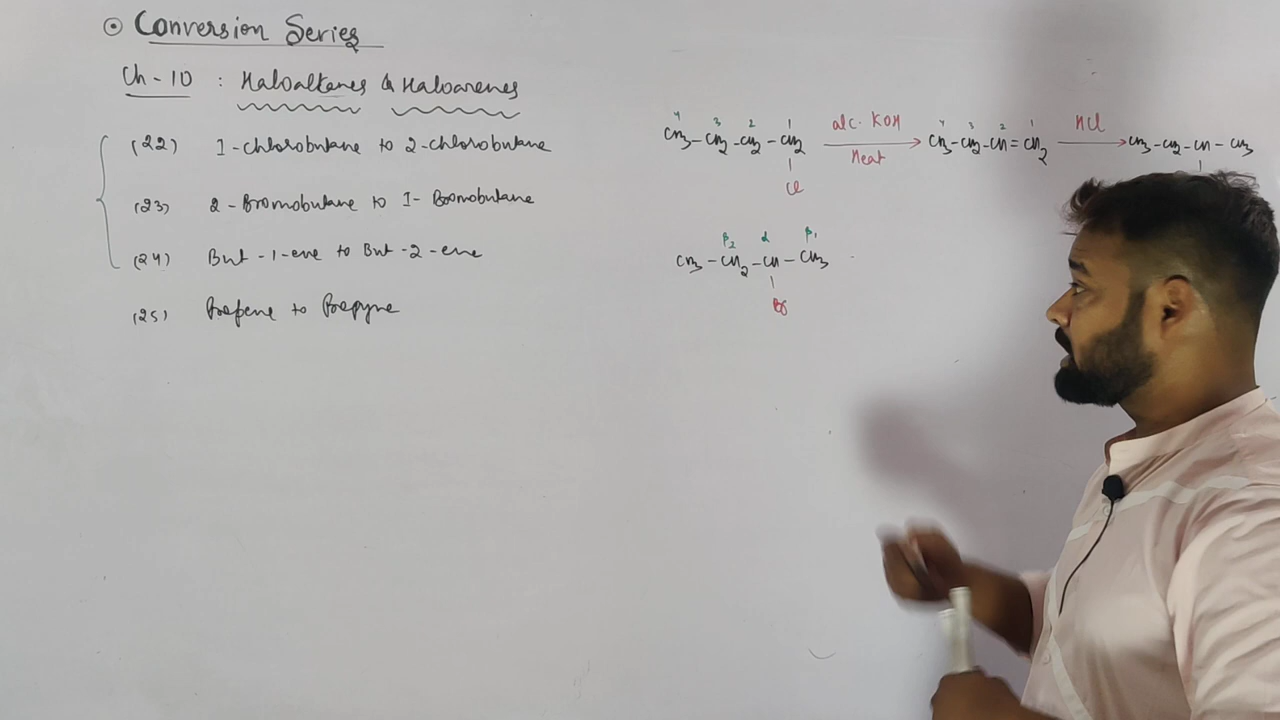 ⊙ Conversion Series
Ch-10 : Haloalkanes & Haloarenes
(22) 1-chlorobutane to 2-chlorobutane
(23) 2-Bromobutane to 1-Bromobutane
(24) But-1-ene to But-2-ene
(25) Propene to Propyne
4 3 2 1 alc. KOH 4 3 2 1 HCl
CH3-CH2-CH2-CH2 → CH3-CH2-CH=CH2 → CH3-CH2-CH-CH3
Heat
Cl
β2 α β1
CH3-CH2-CH-CH3
Br